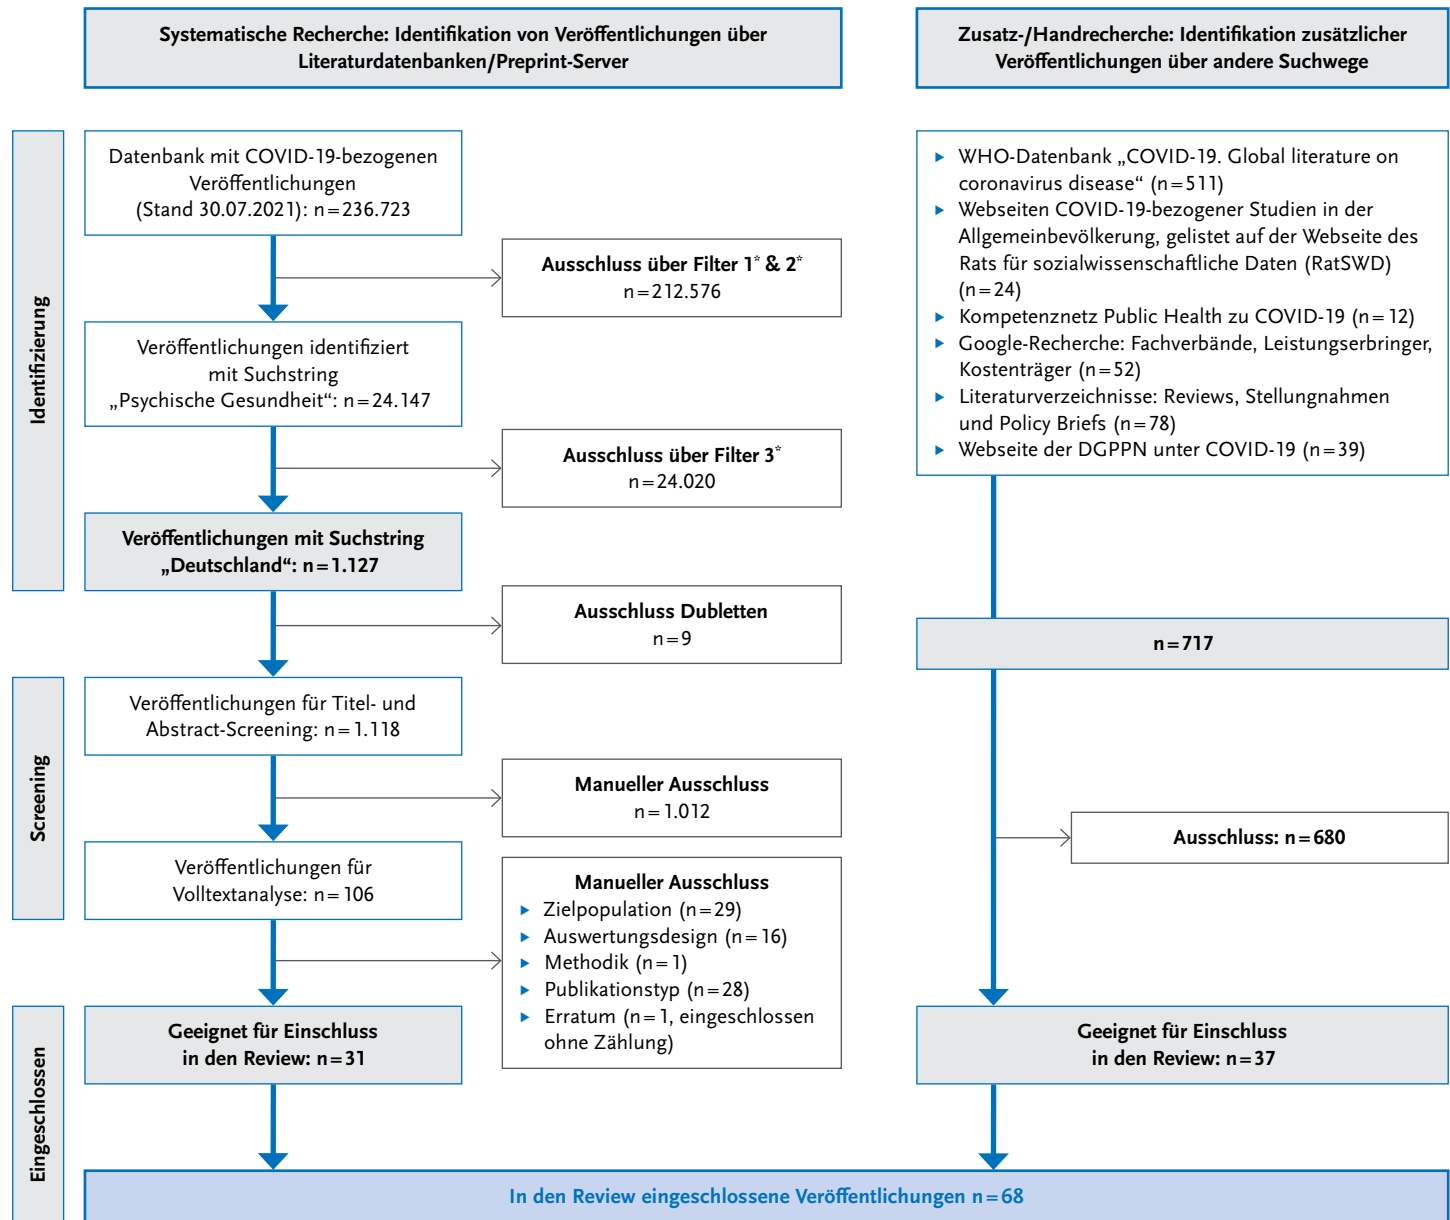 Systematische Recherche: Identifikation von Veröffentlichungen über
Literaturdatenbanken/Preprint-Server
Zusatz-/Handrecherche: Identifikation zusätzlicher
Veröffentlichungen über andere Suchwege
Identifizierung
Datenbank mit COVID-19-bezogenen
Veröffentlichungen
(Stand 30.07.2021): n=236.723
Ausschluss über Filter 1* & 2*
n=212.576
Veröffentlichungen identifiziert
mit Suchstring
„Psychische Gesundheit“: n=24.147
Ausschluss über Filter 3*
n=24.020
Veröffentlichungen mit Suchstring
„Deutschland“: n=1.127
Ausschluss Dubletten
n=9
▶ WHO-Datenbank „COVID-19. Global literature on
coronavirus disease“ (n=511)
▶ Webseiten COVID-19-bezogener Studien in der
Allgemeinbevölkerung, gelistet auf der Webseite des
Rats für sozialwissenschaftliche Daten (RatSWD)
(n=24)
▶ Kompetenznetz Public Health zu COVID-19 (n=12)
▶ Google-Recherche: Fachverbände, Leistungserbringer,
Kostenträger (n=52)
▶ Literaturverzeichnisse: Reviews, Stellungnahmen
und Policy Briefs (n=78)
▶ Webseite der DGPPN unter COVID-19 (n=39)
n=717
Screening
Veröffentlichungen für Titel- und
Abstract-Screening: n=1.118
Manueller Ausschluss
n=1.012
Veröffentlichungen für
Volltextanalyse: n=106
Manueller Ausschluss
▶ Zielpopulation (n=29)
▶ Auswertungsdesign (n=16)
▶ Methodik (n=1)
▶ Publikationstyp (n=28)
▶ Erratum (n=1, eingeschlossen
ohne Zählung)
Ausschluss: n=680
Eingeschlossen
Geeignet für Einschluss
in den Review: n=31
Geeignet für Einschluss
in den Review: n=37
In den Review eingeschlossene Veröffentlichungen n=68